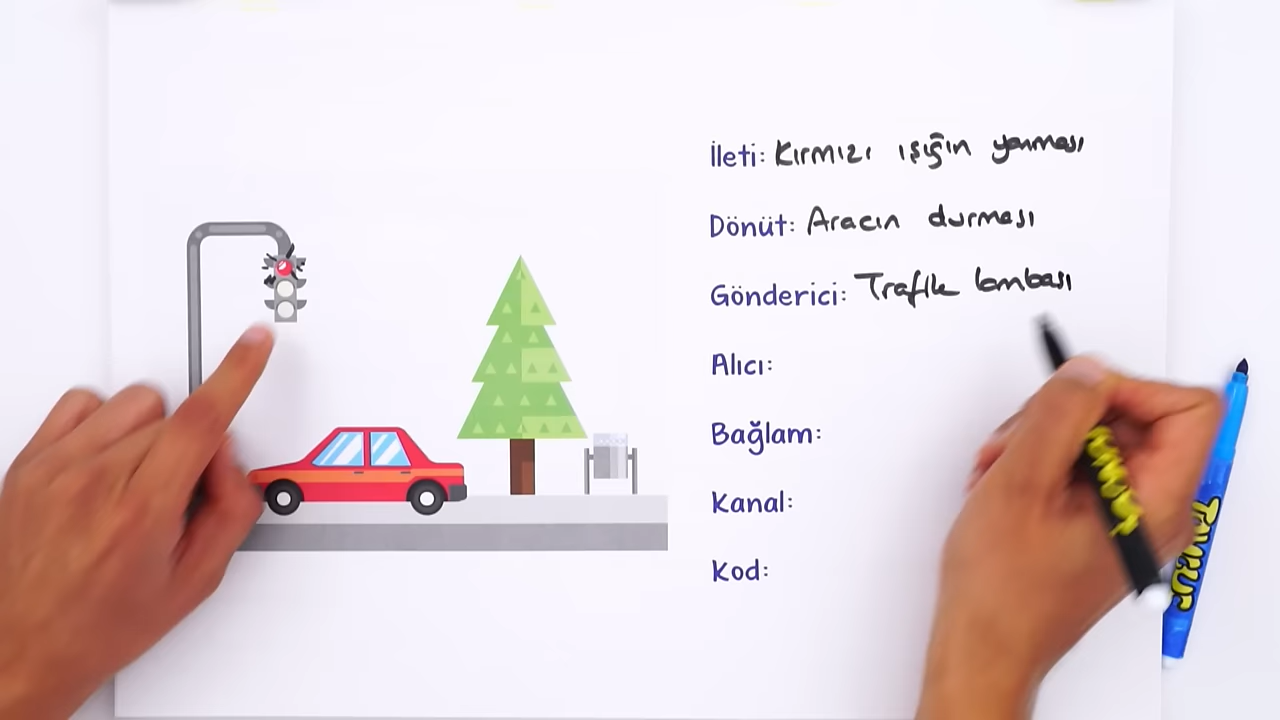 İleti: Kırmızı ışığın yanması
Dönüt: Aracın durması
Gönderici: Trafik lambası
Alıcı:
Bağlam:
Kanal:
Kod: